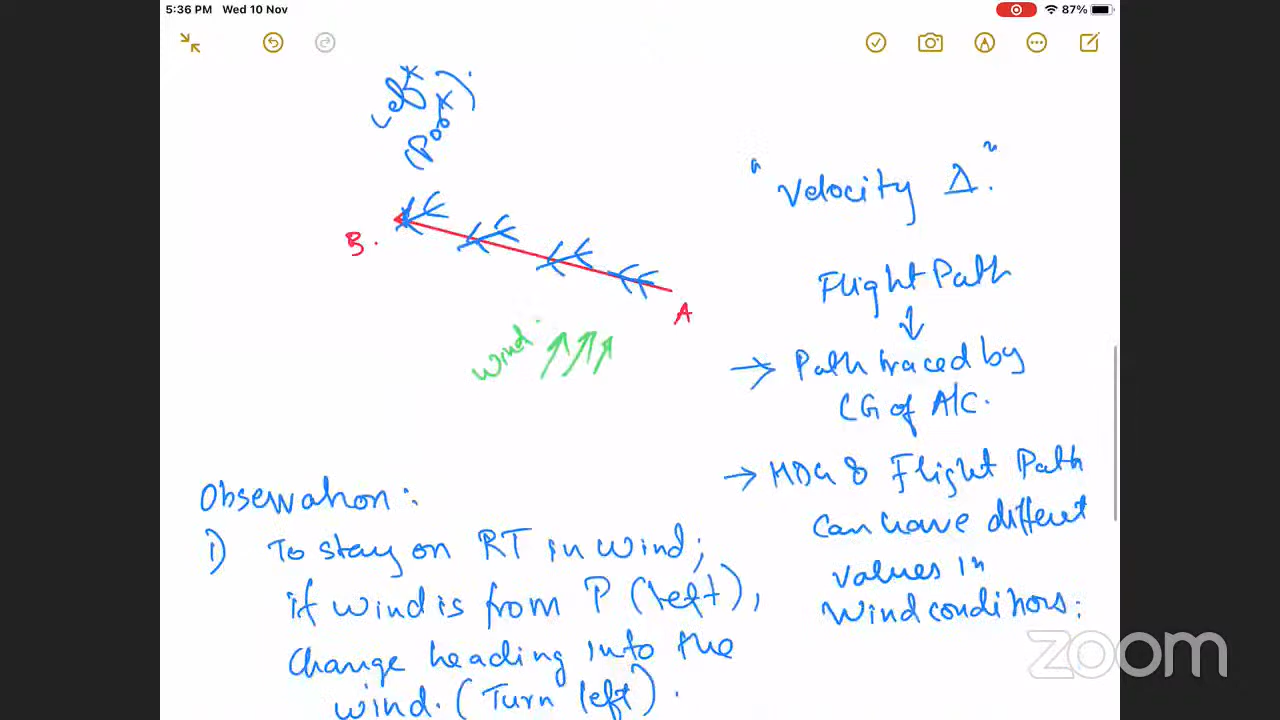 5:36 PM Wed 10 Nov
87%
(left)
(Port)
B.
A
Wind.
"Velocity Δ."
Flight Path
↓
→ Path traced by
CG of A/C.
→ HDG & Flight Path
can have different
values in
wind conditions;
Observation:
1) To stay on RT in wind;
if wind is from P (left),
change heading into the
wind. (Turn left).
zoom